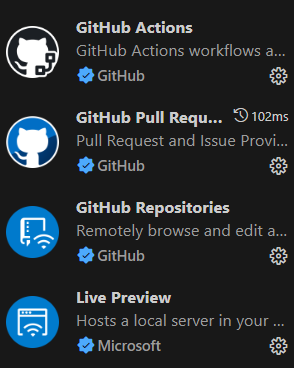 GitHub Actions
GitHub Actions workflows a...
GitHub
GitHub Pull Requ... 102ms
Pull Request and Issue Provi...
GitHub
GitHub Repositories
Remotely browse and edit a...
GitHub
Live Preview
Hosts a local server in your ...
Microsoft